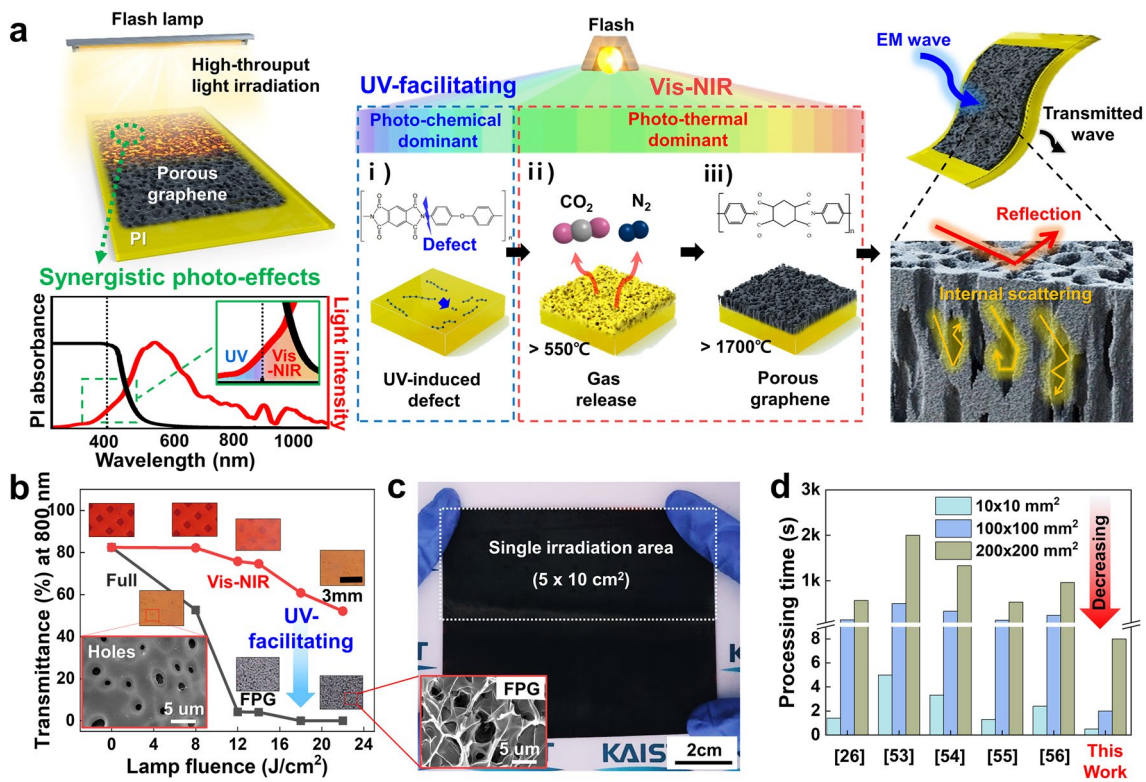 a
Flash lamp
High-throuput
light irradiation
Porous
graphene
PI
Synergistic photo-effects
PI absorbance
Light intensity
UV
Vis
-NIR
400
600
800
1000
Wavelength (nm)
Flash
UV-facilitating
Vis-NIR
Photo-chemical
dominant
Photo-thermal
dominant
i )
ii )
iii )
N
O
n
Defect
CO2
N2
> 550℃
> 1700℃
UV-induced
defect
Gas
release
Porous
graphene
EM wave
Transmitted
wave
Reflection
Internal scattering
b
Transmittance (%) at 800 nm
100
80
60
40
20
0
Full
Vis-NIR
3mm
UV-
facilitating
Holes
5 um
FPG
0
4
8
12
16
20
24
Lamp fluence (J/cm2)
c
Single irradiation area
(5 x 10 cm2)
FPG
5 um
KAIST
2cm
d
Processing time (s)
3k
2k
1k
8
6
4
2
0
10x10 mm2
100x100 mm2
200x200 mm2
Decreasing
[26]
[53]
[54]
[55]
[56]
This
Work